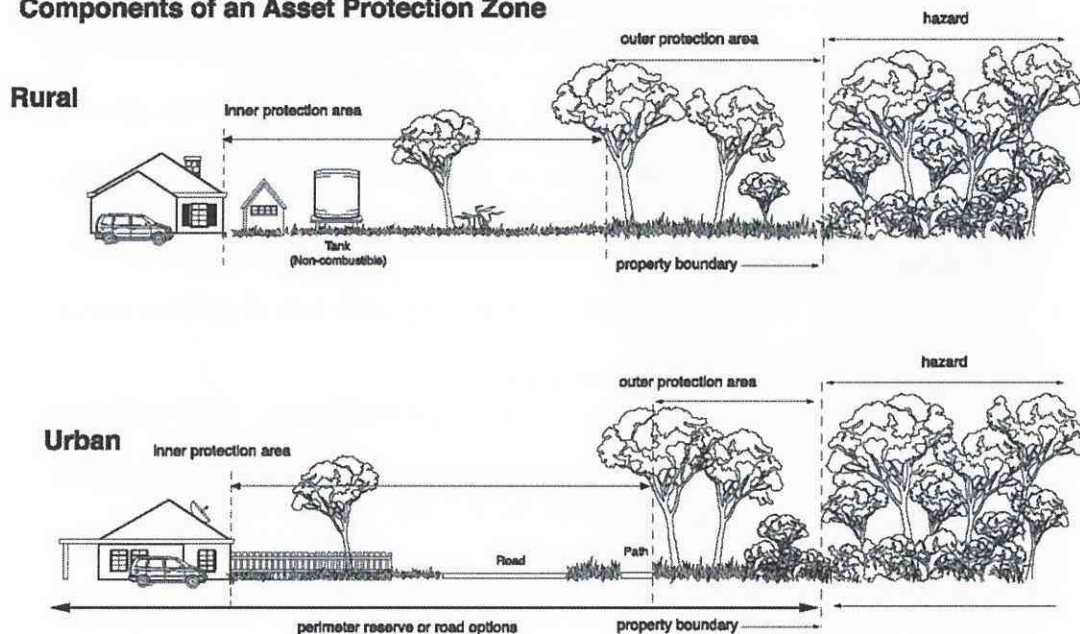 Components of an Asset Protection Zone
hazard
outer protection area
Rural
inner protection area
Tank
(Non-combustible)
property boundary
hazard
outer protection area
Urban
inner protection area
Path
Road
perimeter reserve or road options
property boundary